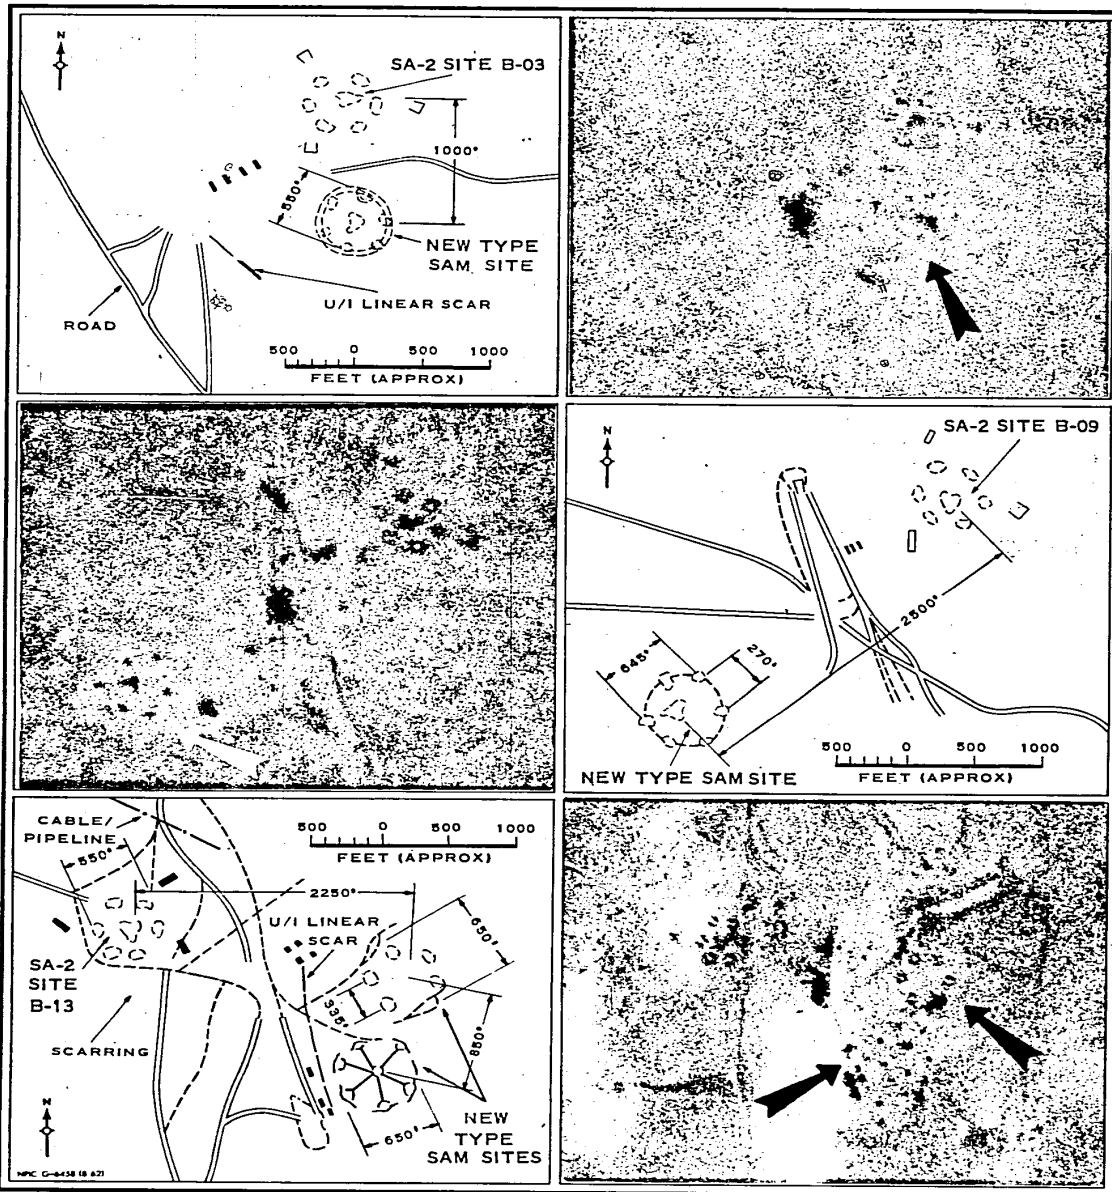 N
SA-2 SITE B-03
1000'
550'
NEW TYPE
SAM SITE
U/I LINEAR SCAR
ROAD
500 0 500 1000
FEET (APPROX)
N
SA-2 SITE B-09
2500'
645'
270'
NEW TYPE SAM SITE
500 0 500 1000
FEET (APPROX)
CABLE/
PIPELINE
550'
500 0 500 1000
FEET (APPROX)
2250'
U/I LINEAR
SCAR
650'
SA-2
SITE
B-13
335'
850'
SCARRING
650'
NEW
TYPE
SAM SITES
N
NPIC G-6458 (8 62)